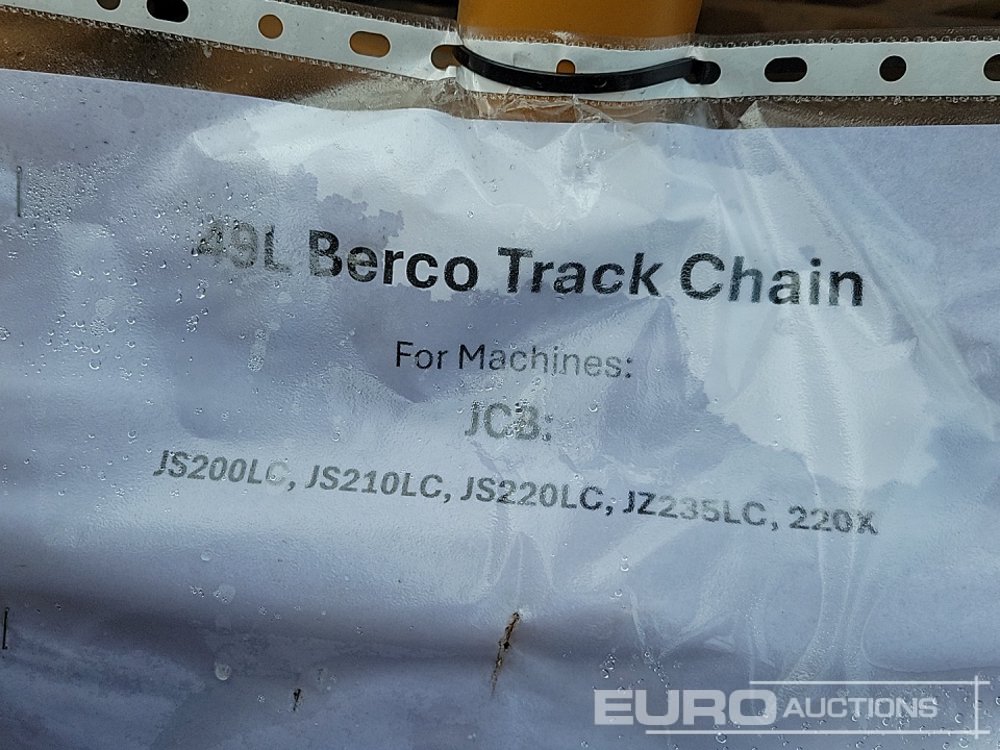 49L Berco Track Chain
For Machines:
JCB:
JS200LC, JS210LC, JS220LC, JZ235LC, 220X
EURO AUCTIONS